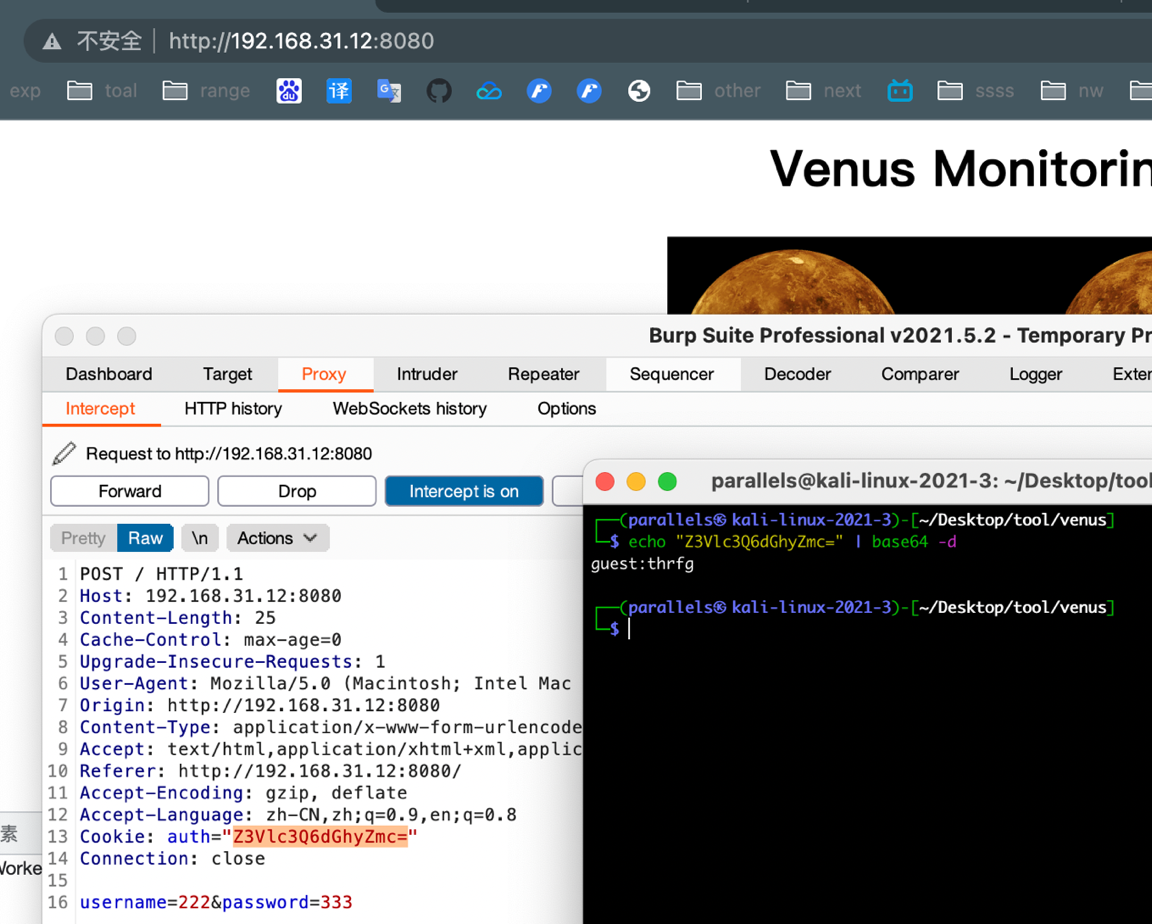 不安全 http://192.168.31.12:8080
exp toal range du 译 G other next ssss nw
Venus Monitorin
Burp Suite Professional v2021.5.2 - Temporary Pr
Dashboard Target Proxy Intruder Repeater Sequencer Decoder Comparer Logger Exter
Intercept HTTP history WebSockets history Options
Request to http://192.168.31.12:8080
Forward Drop Intercept is on
Pretty Raw \n Actions
1 POST / HTTP/1.1
2 Host: 192.168.31.12:8080
3 Content-Length: 25
4 Cache-Control: max-age=0
5 Upgrade-Insecure-Requests: 1
6 User-Agent: Mozilla/5.0 (Macintosh; Intel Mac
7 Origin: http://192.168.31.12:8080
8 Content-Type: application/x-www-form-urlencode
9 Accept: text/html,application/xhtml+xml,applic
10 Referer: http://192.168.31.12:8080/
11 Accept-Encoding: gzip, deflate
12 Accept-Language: zh-CN,zh;q=0.9,en;q=0.8
13 Cookie: auth="Z3Vlc3Q6dGhyZmc="
14 Connection: close
15
16 username=222&password=333
素
Worke
parallels@kali-linux-2021-3: ~/Desktop/tool
┌──(parallels㉿kali-linux-2021-3)-[~/Desktop/tool/venus]
└─$ echo "Z3Vlc3Q6dGhyZmc=" | base64 -d
guest:thrfg
┌──(parallels㉿kali-linux-2021-3)-[~/Desktop/tool/venus]
└─$